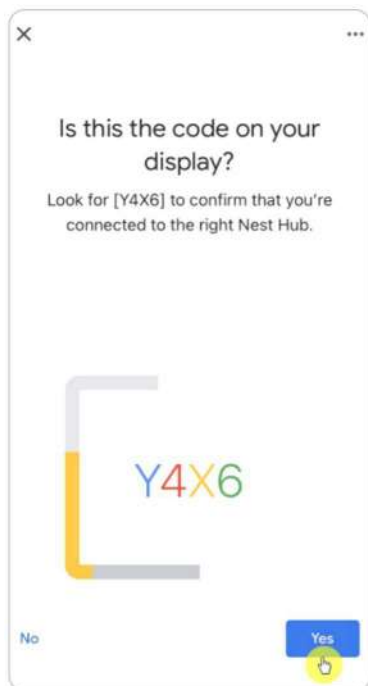 Is this the code on your
display?
Look for [Y4X6] to confirm that you're
connected to the right Nest Hub.
Y4X6
No
Yes